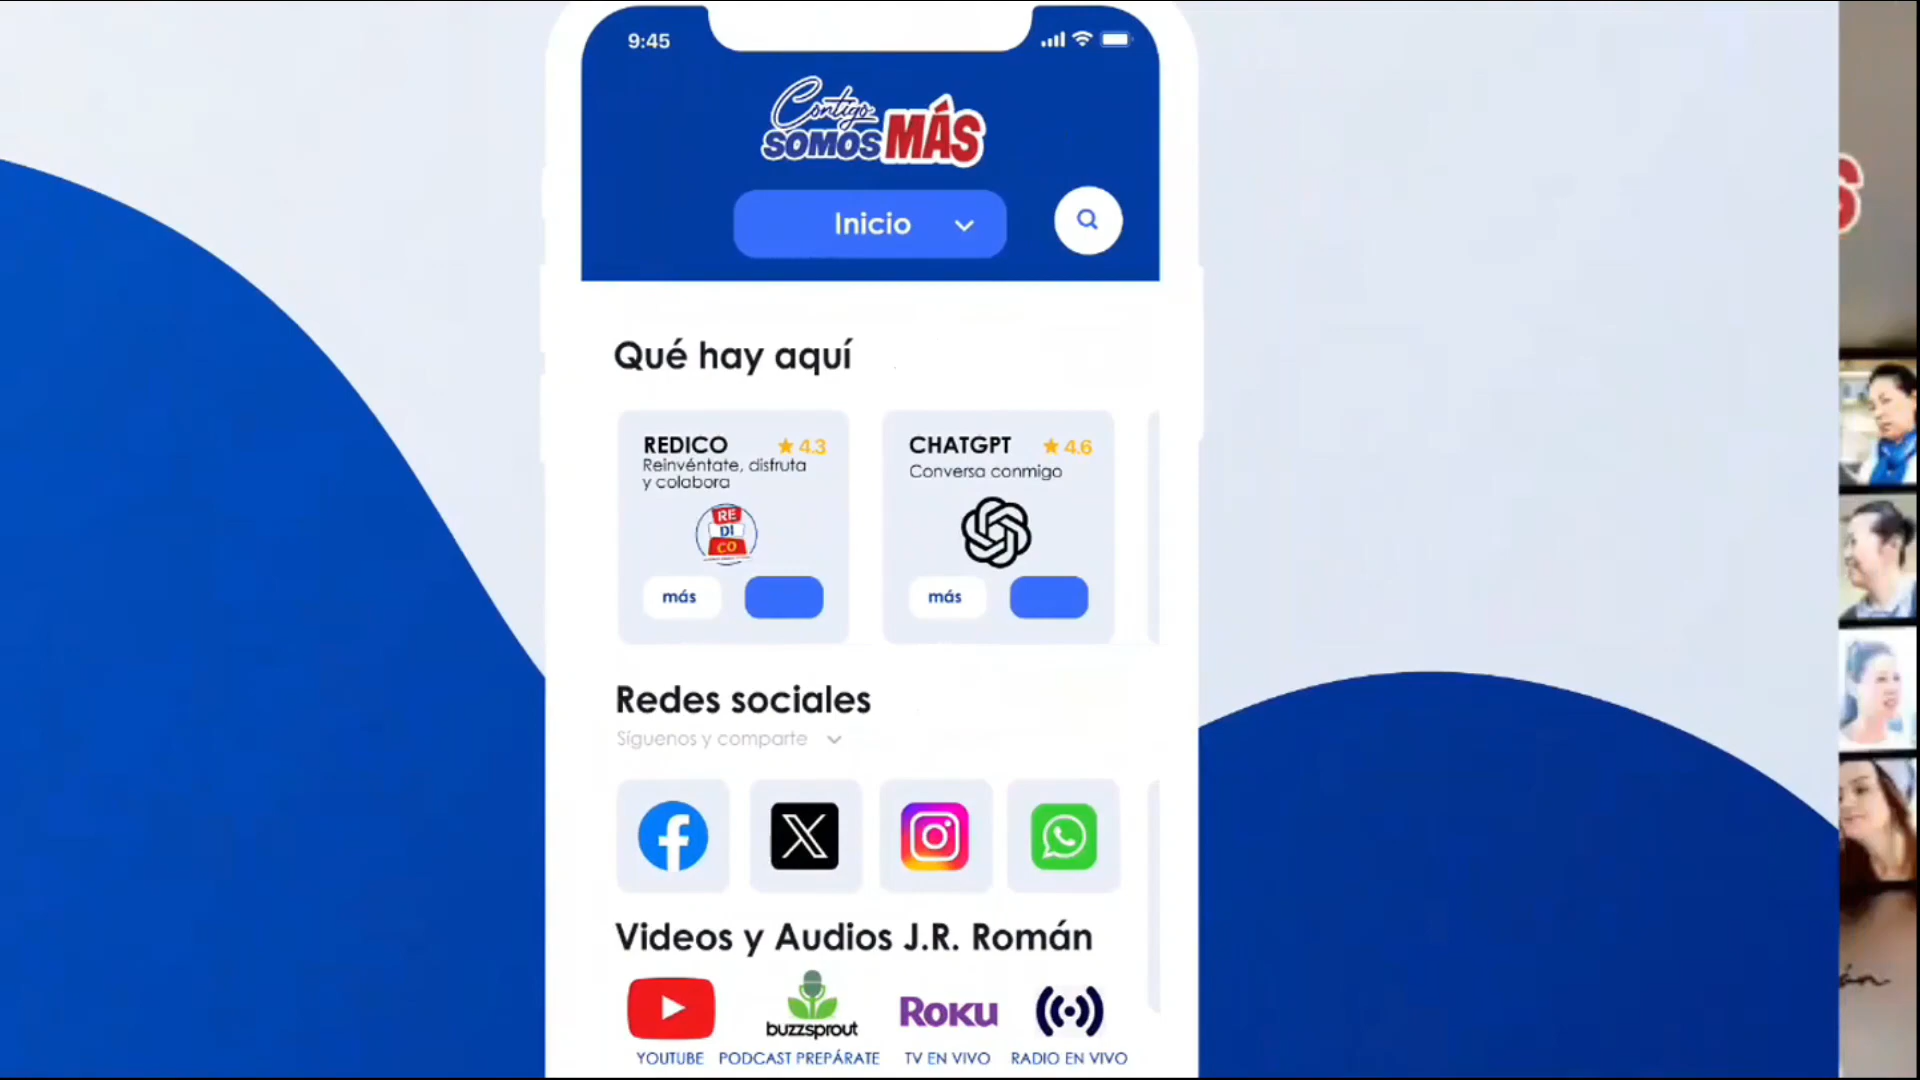 9:45
Contigo
SOMOS MÁS
Inicio
Qué hay aquí
REDICO ★ 4.3
Reinvéntate, disfruta
y colabora
RE
DI
CO
más
CHATGPT ★ 4.6
Conversa conmigo
más
Redes sociales
Síguenos y comparte
Videos y Audios J.R. Román
buzzsprout
ROKU
YOUTUBE
PODCAST PREPÁRATE
TV EN VIVO
RADIO EN VIVO